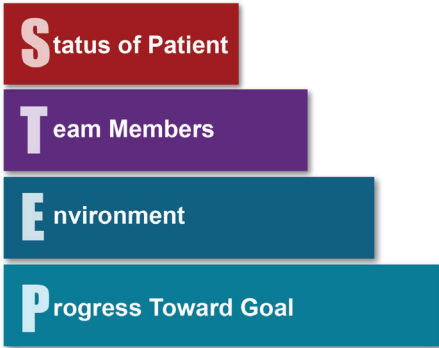 Status of Patient
Team Members
Environment
Progress Toward Goal